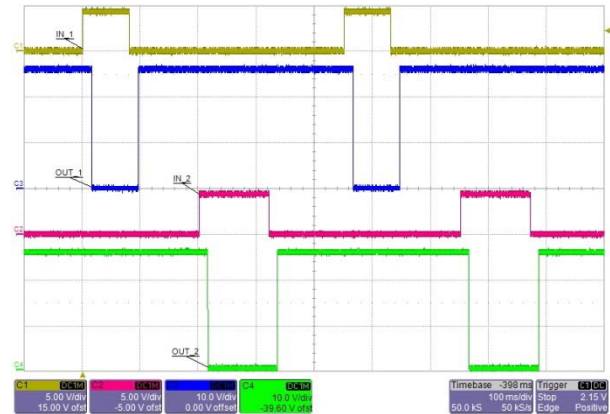 IN_1
C1
OUT_1
C3
IN_2
C2
OUT_2
C4
C1 DC1M
5.00 V/div
15.00 V ofst
C2 DC1M
5.00 V/div
-5.00 V ofst
DC1M
10.0 V/div
0.00 V offset
C4 DC1M
10.0 V/div
-39.60 V ofst
Timebase -398 ms
100 ms/div
50.0 kS 50 kS/s
Trigger C1 DC
Stop 2.15 V
Edge Positive